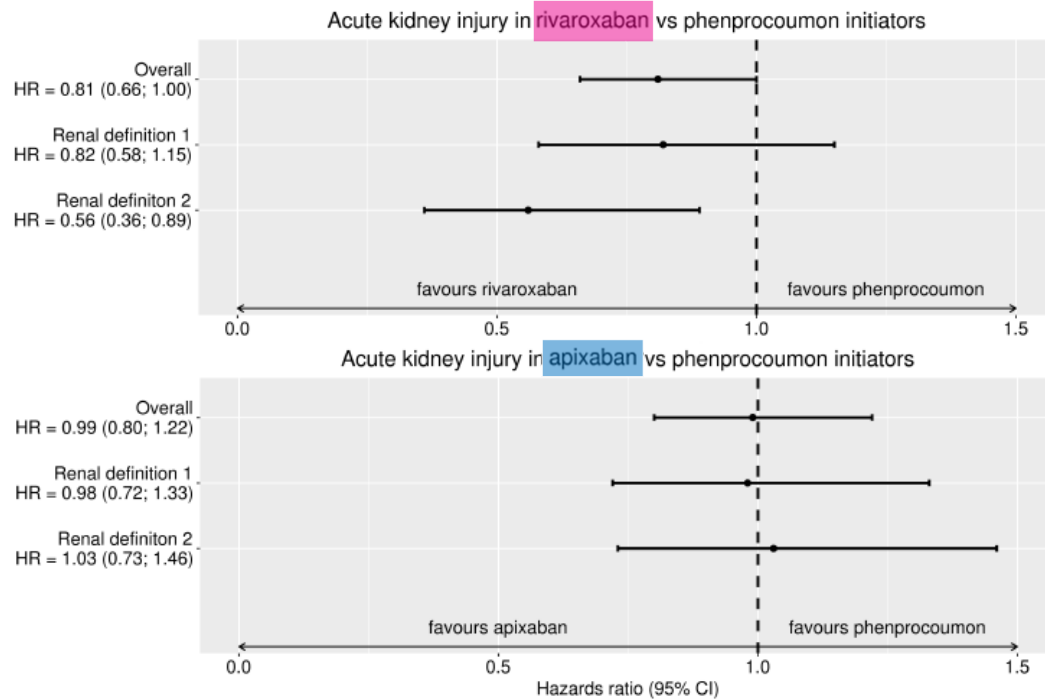 Acute kidney injury in rivaroxaban vs phenprocoumon initiators
Overall
HR = 0.81 (0.66; 1.00)
Renal definition 1
HR = 0.82 (0.58; 1.15)
Renal definiton 2
HR = 0.56 (0.36; 0.89)
favours rivaroxaban favours phenprocoumon
0.0 0.5 1.0 1.5
Acute kidney injury in apixaban vs phenprocoumon initiators
Overall
HR = 0.99 (0.80; 1.22)
Renal definition 1
HR = 0.98 (0.72; 1.33)
Renal definiton 2
HR = 1.03 (0.73; 1.46)
favours apixaban favours phenprocoumon
0.0 0.5 1.0 1.5
Hazards ratio (95% CI)